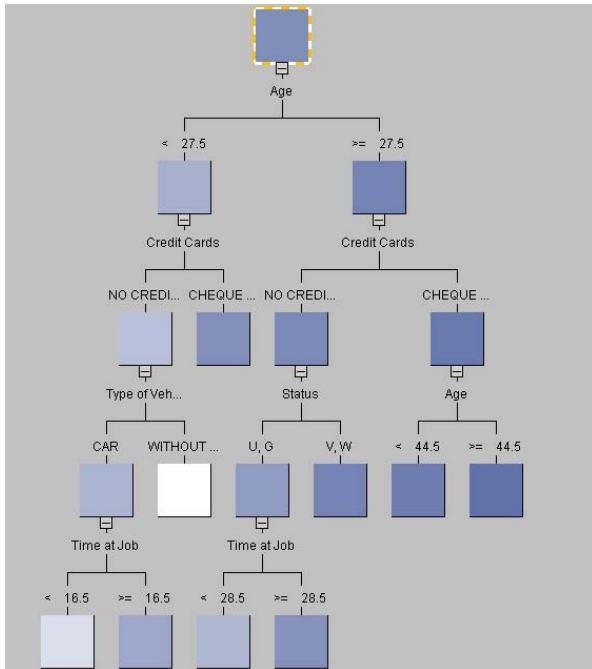 Age
< 27.5
>= 27.5
Credit Cards
Credit Cards
NO CREDI...
CHEQUE ...
NO CREDI...
CHEQUE ...
Type of Veh...
Status
Age
CAR
WITHOUT ...
U, G
V, W
< 44.5
>= 44.5
Time at Job
Time at Job
< 16.5
>= 16.5
< 28.5
>= 28.5